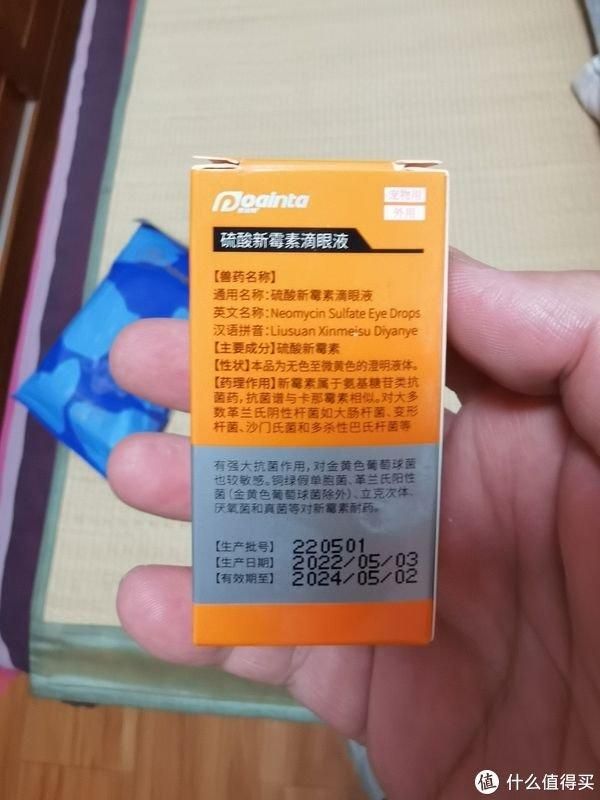 Poainta
宠物用
外用
硫酸新霉素滴眼液
【兽药名称】
通用名称:硫酸新霉素滴眼液
英文名称:Neomycin Sulfate Eye Drops
汉语拼音:Liusuan Xinmeisu Diyanye
【主要成分】硫酸新霉素
【性状】本品为无色至微黄色的澄明液体。
【药理作用】新霉素属于氨基糖苷类抗
菌药,抗菌谱与卡那霉素相似。对大多
数革兰氏阴性杆菌如大肠杆菌、变形
杆菌、沙门氏菌和多杀性巴氏杆菌等
有强大抗菌作用,对金黄色葡萄球菌
也较敏感。铜绿假单胞菌、革兰氏阳性
菌(金黄色葡萄球菌除外)、立克次体、
厌氧菌和真菌等对新霉素耐药。
【生产批号】220501
【生产日期】2022/05/03
【有效期至】2024/05/02
值 什么值得买